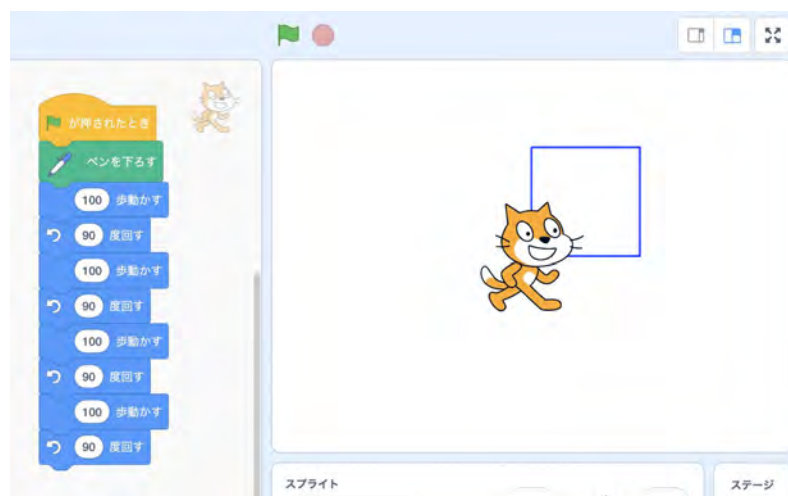 が押されたとき
ペンを下ろす
100 歩動かす
90 度回す
100 歩動かす
90 度回す
100 歩動かす
90 度回す
100 歩動かす
90 度回す
スプライト
ステージ